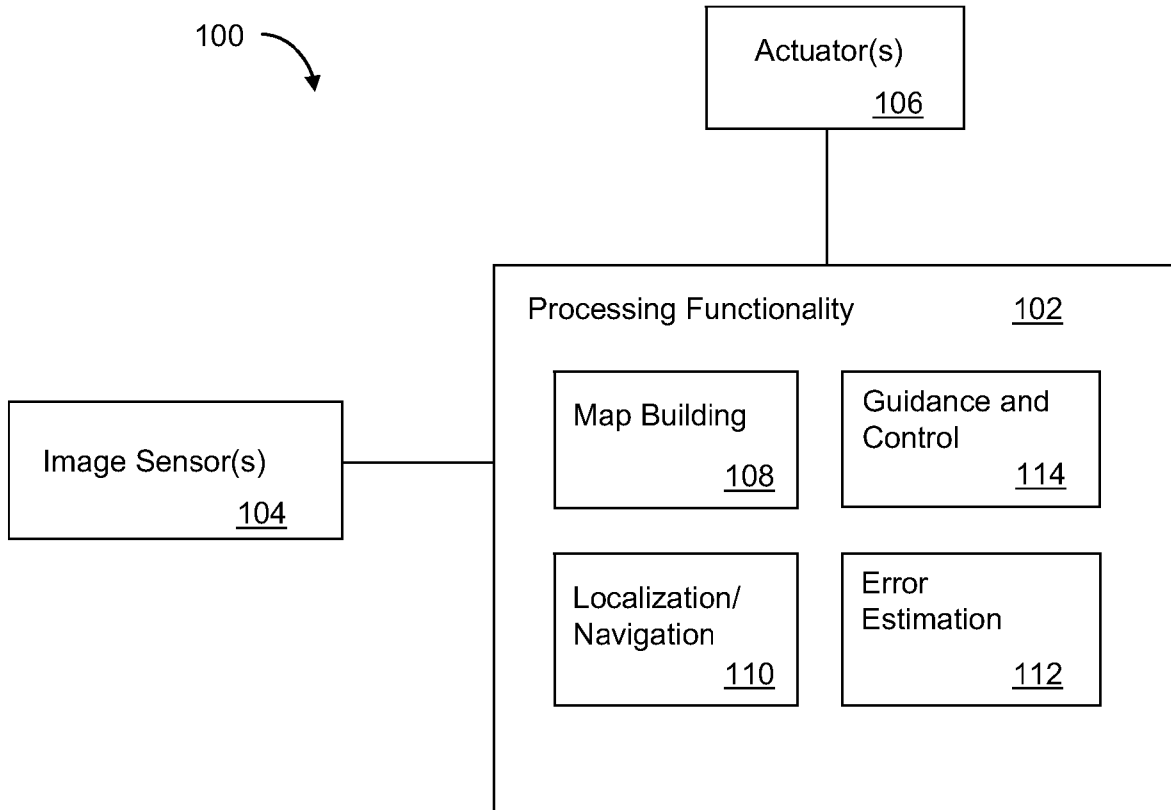 100
Actuator(s)
106
Processing Functionality 102
Map Building
108
Guidance and
Control
114
Image Sensor(s)
104
Localization/
Navigation
110
Error
Estimation
112